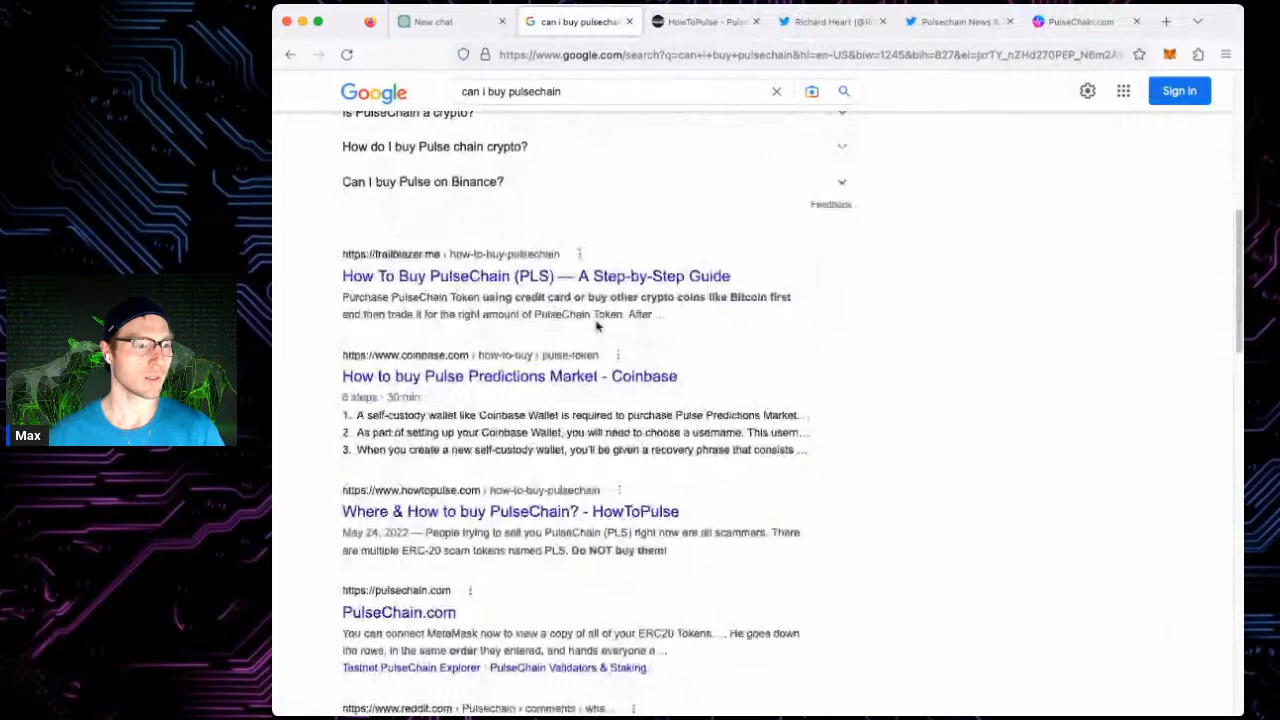 New chat
can i buy pulsechai
HowToPulse - Pulse
Richard Heart (@Ri
Pulsechain News &
PulseChain.com
https://www.google.com/search?q=can+i+buy+pulsechain&hl=en-US&biw=1245&bih=827&ei=
Google
can i buy pulsechain
Sign in
Is PulseChain a crypto?
How do I buy Pulse chain crypto?
Can I buy Pulse on Binance?
Feedback
https://trailblazer.me › how-to-buy-pulsechain
How To Buy PulseChain (PLS) — A Step-by-Step Guide
Purchase PulseChain Token using credit card or buy other crypto coins like Bitcoin first
and then trade it for the right amount of PulseChain Token. After ...
https://www.coinbase.com › how-to-buy › pulse-token
How to buy Pulse Predictions Market - Coinbase
6 steps · 30 min
1. A self-custody wallet like Coinbase Wallet is required to purchase Pulse Predictions Market...
2. As part of setting up your Coinbase Wallet, you will need to choose a username. This usern...
3. When you create a new self-custody wallet, you'll be given a recovery phrase that consists ...
Max
https://www.howtopulse.com › how-to-buy-pulsechain
Where & How to buy PulseChain? - HowToPulse
May 24, 2022 — People trying to sell you PulseChain (PLS) right now are all scammers. There
are multiple ERC-20 scam tokens named PLS. Do NOT buy them!
https://pulsechain.com
PulseChain.com
You can connect MetaMask now to view a copy of all of your ERC20 Tokens. ... He goes down
the rows, in the same order they entered, and hands everyone a ...
Testnet PulseChain Explorer · PulseChain Validators & Staking
https://www.reddit.com › Pulsechain › comments › whe...